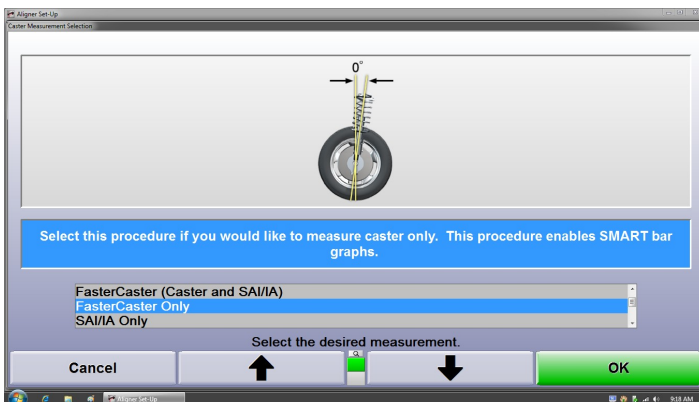 Aligner Set-Up
Caster Measurement Selection
0°
Select this procedure if you would like to measure caster only. This procedure enables SMART bar
graphs.
FasterCaster (Caster and SAI/IA)
FasterCaster Only
SAI/IA Only
Select the desired measurement.
Cancel
OK
Aligner Set-Up
9:18 AM